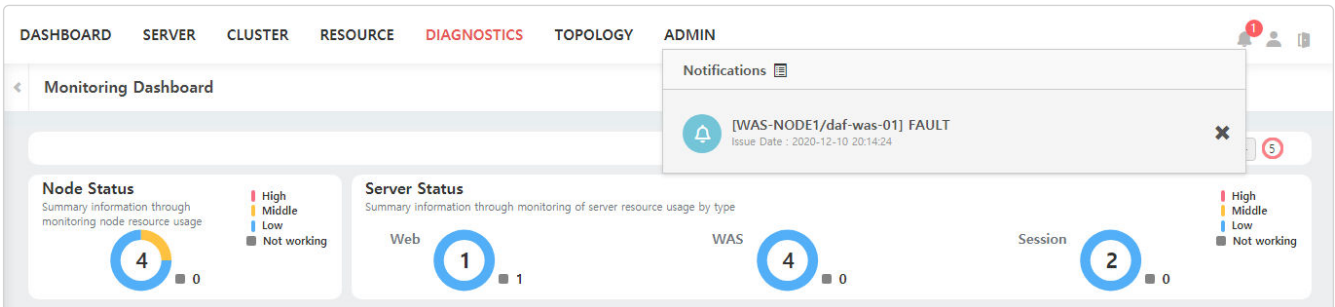 DASHBOARD SERVER CLUSTER RESOURCE DIAGNOSTICS TOPOLOGY ADMIN 1
Notifications
Monitoring Dashboard
[WAS-NODE1/daf-was-01] FAULT
Issue Date : 2020-12-10 20:14:24
5
Node Status
Summary information through
monitoring node resource usage
High
Middle
Low
Not working
4
0
Server Status
Summary information through monitoring of server resource usage by type
High
Middle
Low
Not working
Web
1
1
WAS
4
0
Session
2
0